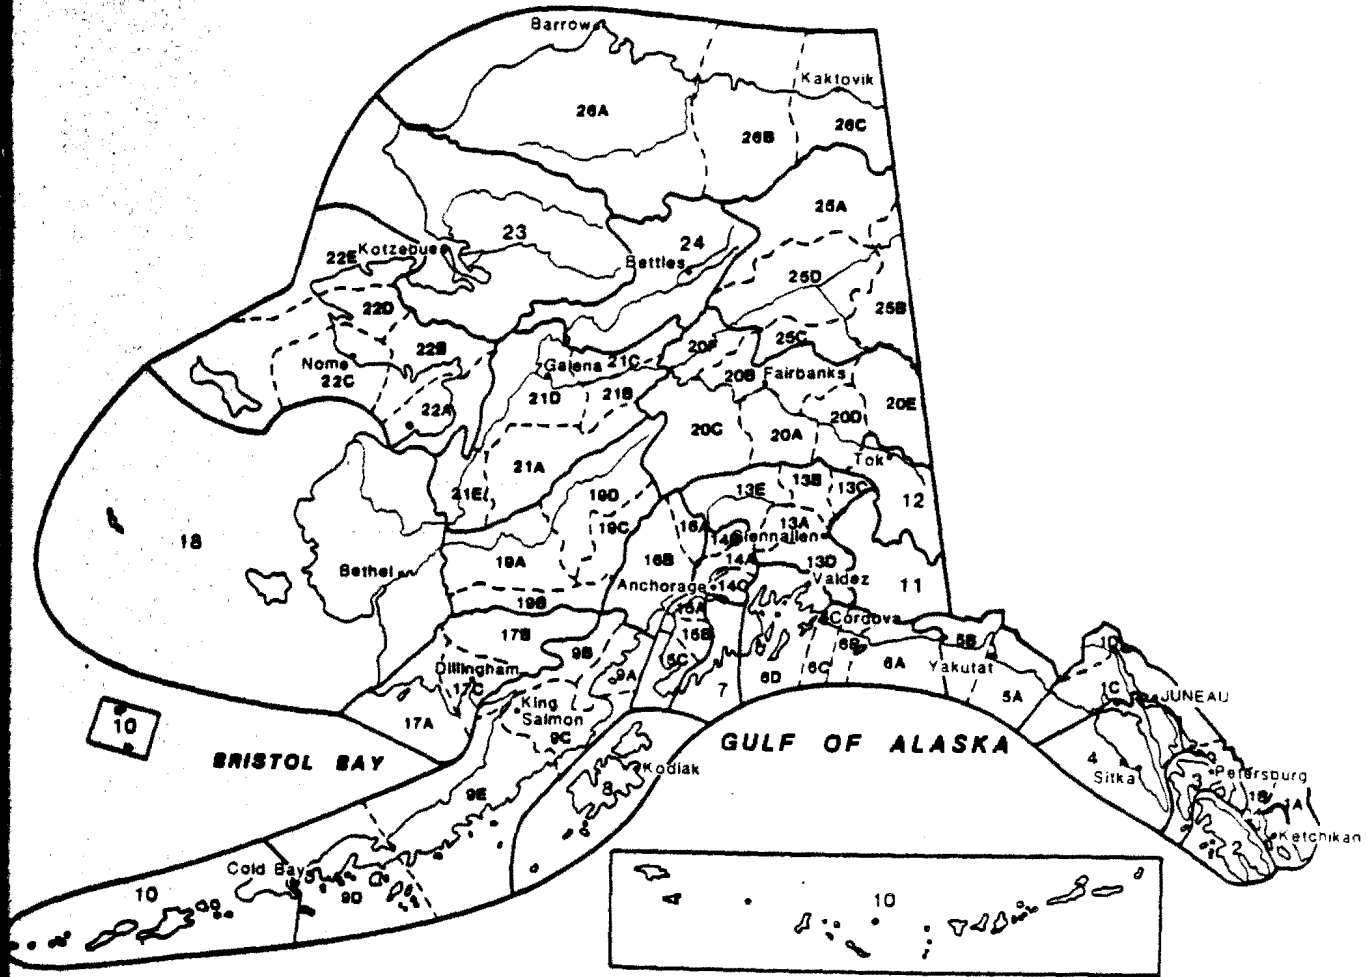 Barrow
Kaktovik
26A
26B
26C
25A
23
24
Kotzebue
22E
Bettles
25D
22D
25B
22B
20F
25C
Nome
22C
Galena
21C
20B
Fairbanks
21D
21B
22A
20E
20D
20C
20A
21A
Tok
21E
19D
13E
13B
13C
12
19C
16A
13A
14B
Glennallen
18
16B
14A
13D
19A
Bethel
Anchorage
14C
Valdez
11
19B
15A
Cordova
17B
15B
6B
5B
1D
9B
Dillingham
17C
15C
9A
6D
6C
6A
Yakutat
7
5A
1C
JUNEAU
King
Salmon
10
17A
9C
BRISTOL BAY
GULF OF ALASKA
4
Sitka
Kodiak
8
3
Petersburg
1B
1A
9E
Ketchikan
2
Cold Bay
10
9D
10